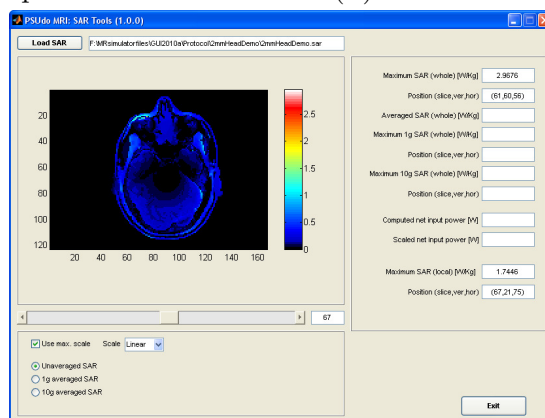 PSUdo MRI: SAR Tools (1.0.0)
Load SAR
F:\MRsimulatorfiles\GUI2010a\Protocol\2mmHeadDemo\2mmHeadDemo.sar
20
40
60
80
100
120
20 40 60 80 100 120 140 160
2.5
2
1.5
1
0.5
0
67
Use max. scale Scale Linear
Unaveraged SAR
1g averaged SAR
10g averaged SAR
Maximum SAR (whole) [W/Kg] 2.9676
Position (slice,ver,hor) (61,60,56)
Averaged SAR (whole) [W/Kg]
Maximum 1g SAR (whole) [W/Kg]
Position (slice,ver,hor)
Maximum 10g SAR (whole) [W/Kg]
Position (slice,ver,hor)
Computed net input power [W]
Scaled net input power [W]
Maximum SAR (local) [W/Kg] 1.7446
Position (slice,ver,hor) (67,21,75)
Exit